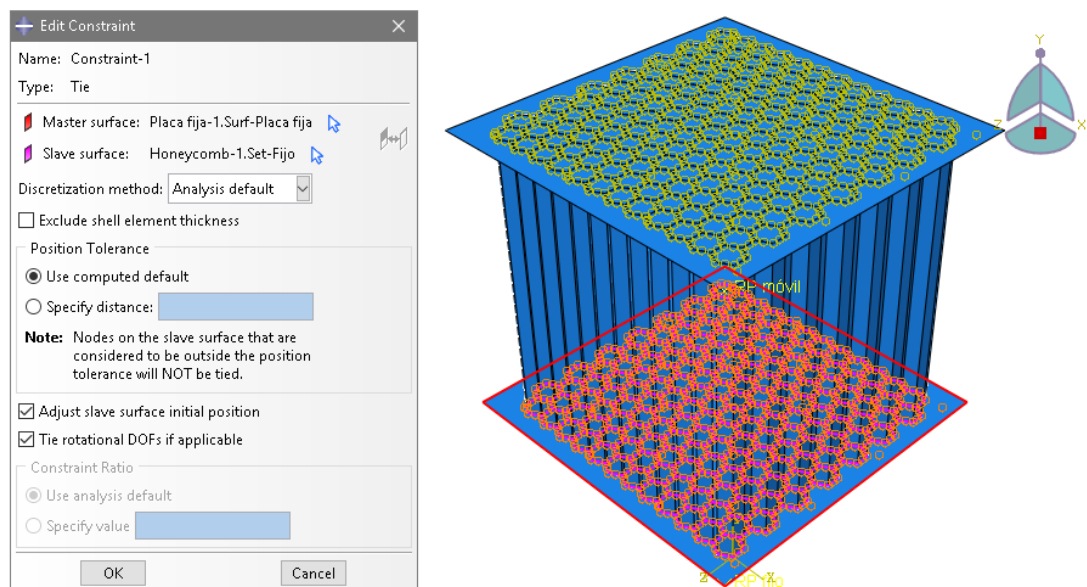 Edit Constraint
Name: Constraint-1
Type: Tie
Master surface: Placa fija-1.Surf-Placa fija
Slave surface: Honeycomb-1.Set-Fijo
Discretization method: Analysis default
Exclude shell element thickness
Position Tolerance
Use computed default
Specify distance:
Note: Nodes on the slave surface that are
considered to be outside the position
tolerance will NOT be tied.
Adjust slave surface initial position
Tie rotational DOFs if applicable
Constraint Ratio
Use analysis default
Specify value
OK Cancel
Y
Z X
RP móvil
Z X
RP fijo